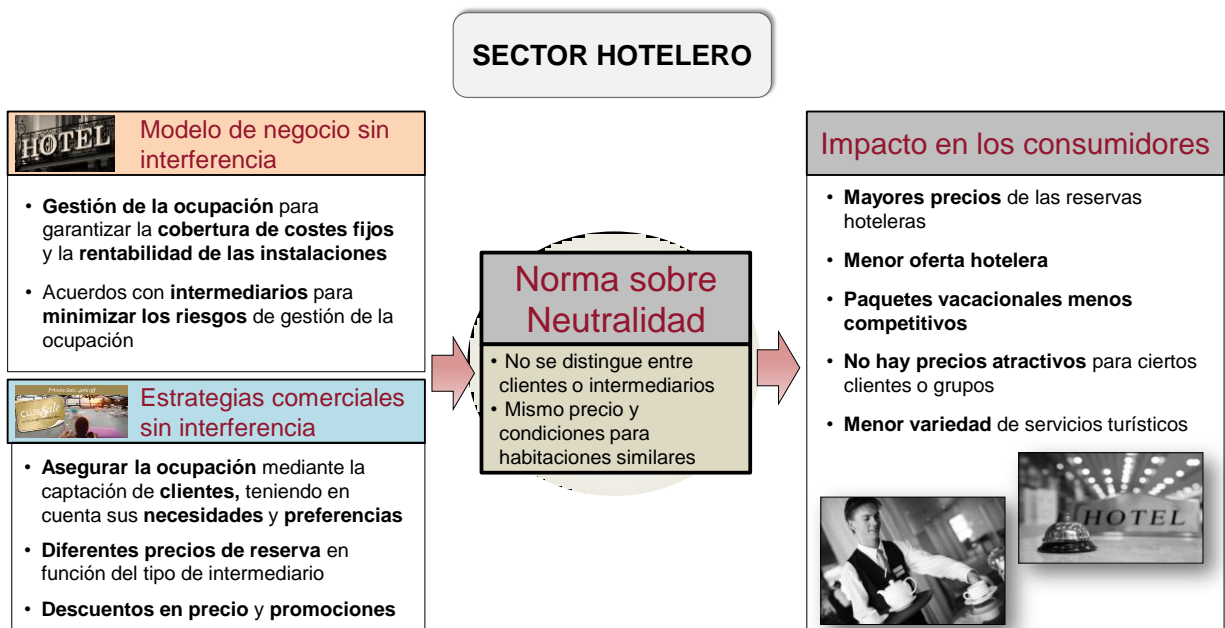 SECTOR HOTELERO
HOTEL
Modelo de negocio sin
interferencia
• Gestión de la ocupación para
garantizar la cobertura de costes fijos
y la rentabilidad de las instalaciones
• Acuerdos con intermediarios para
minimizar los riesgos de gestión de la
ocupación
Sale
Estrategias comerciales
sin interferencia
• Asegurar la ocupación mediante la
captación de clientes, teniendo en
cuenta sus necesidades y preferencias
• Diferentes precios de reserva en
función del tipo de intermediario
• Descuentos en precio y promociones
Norma sobre
Neutralidad
• No se distingue entre
clientes o intermediarios
• Mismo precio y
condiciones para
habitaciones similares
Impacto en los consumidores
• Mayores precios de las reservas
hoteleras
• Menor oferta hotelera
• Paquetes vacacionales menos
competitivos
• No hay precios atractivos para ciertos
clientes o grupos
• Menor variedad de servicios turísticos
HOTEL